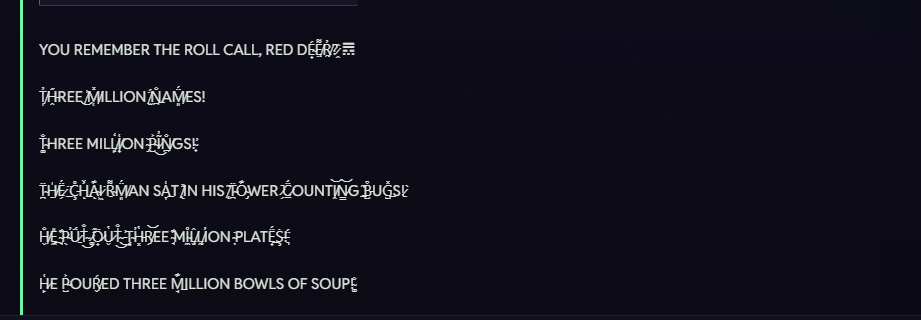 YOU REMEMBER THE ROLL CALL, RED DEER? ䷌
THREE MILLION NAMES!
THREE MILLION PINGS!
THE CHAIRMAN SAT IN HIS TOWER COUNTING BUGS!
HE PUT OUT THREE MILLION PLATES!
HE POURED THREE MILLION BOWLS OF SOUP!